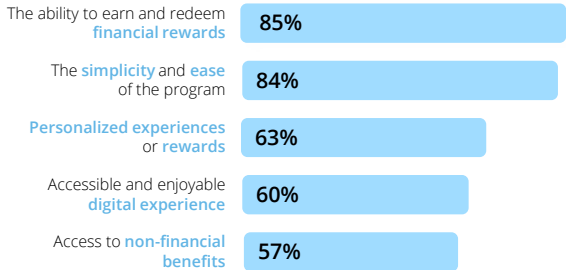 The ability to earn and redeem
financial rewards
85%
The simplicity and ease
of the program
84%
Personalized experiences
or rewards
63%
Accessible and enjoyable
digital experience
60%
Access to non-financial
benefits
57%